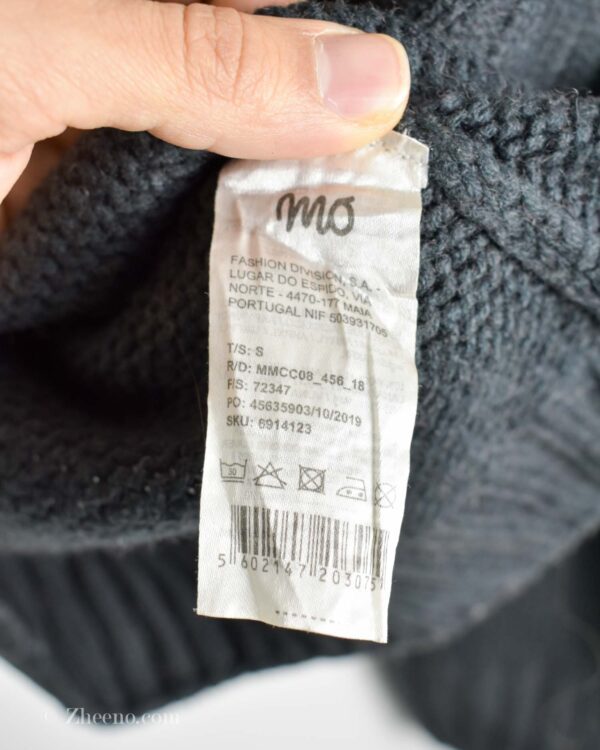 mo
FASHION DIVISION, S.A. -
LUGAR DO ESPIDO, VIA
NORTE - 4470-177 MAIA
PORTUGAL NIF 503931705
T/S: S
R/D: MMCC08_456_18
F/S: 72347
PO: 45635903/10/2019
SKU: 6914123
30
5 602147 203075
© Zheeno.com